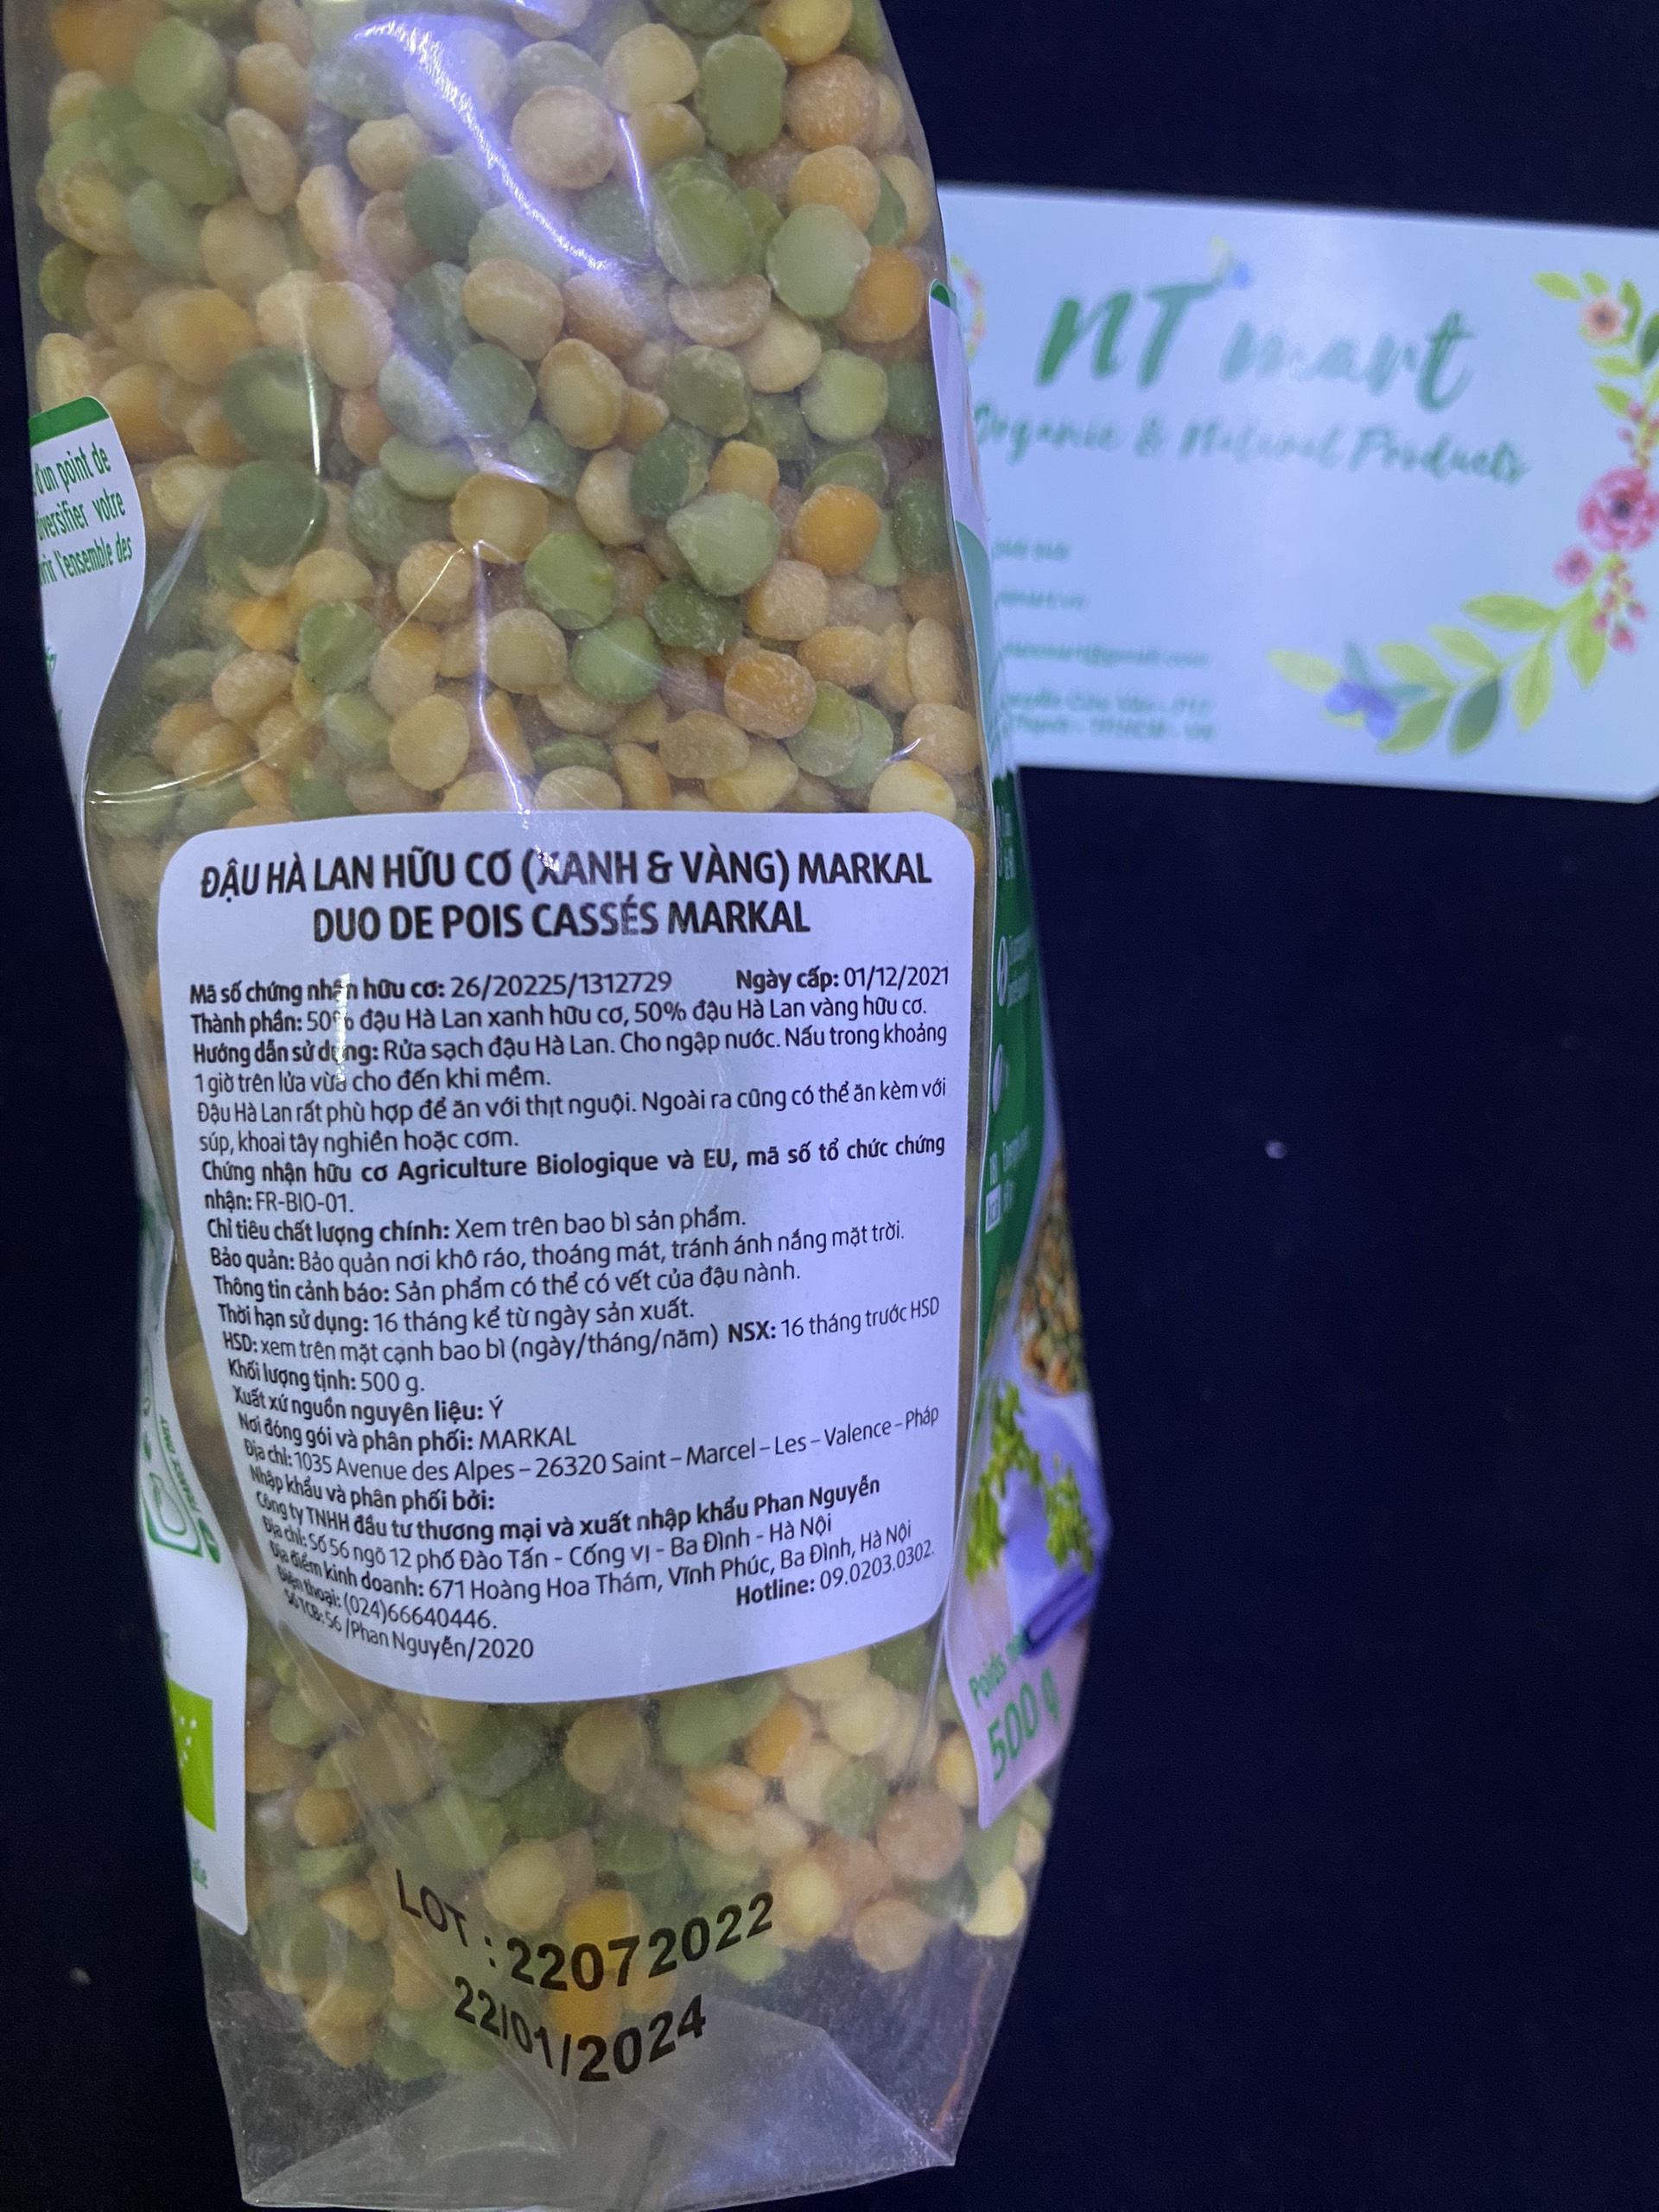 d'un point de
diversifier votre
l'ensemble des
NT mart
Organic & Natural Products
ĐẬU HÀ LAN HỮU CƠ (XANH & VÀNG) MARKAL
DUO DE POIS CASSÉS MARKAL
Mã số chứng nhận hữu cơ: 26/20225/1312729 Ngày cấp: 01/12/2021
Thành phần: 50% đậu Hà Lan xanh hữu cơ, 50% đậu Hà Lan vàng hữu cơ.
Hướng dẫn sử dụng: Rửa sạch đậu Hà Lan. Cho ngập nước. Nấu trong khoảng
1 giờ trên lửa vừa cho đến khi mềm.
Đậu Hà Lan rất phù hợp để ăn với thịt nguội. Ngoài ra cũng có thể ăn kèm với
súp, khoai tây nghiền hoặc cơm.
Chứng nhận hữu cơ Agriculture Biologique và EU, mã số tổ chức chứng
nhận: FR-BIO-01.
Chỉ tiêu chất lượng chính: Xem trên bao bì sản phẩm.
Bảo quản: Bảo quản nơi khô ráo, thoáng mát, tránh ánh nắng mặt trời.
Thông tin cảnh báo: Sản phẩm có thể có vết của đậu nành.
Thời hạn sử dụng: 16 tháng kể từ ngày sản xuất.
HSD: xem trên mặt cạnh bao bì (ngày/tháng/năm) NSX: 16 tháng trước HSD
Khối lượng tịnh: 500 g.
Xuất xứ nguồn nguyên liệu: Ý
Nơi đóng gói và phân phối: MARKAL
Địa chỉ: 1035 Avenue des Alpes – 26320 Saint – Marcel – Les – Valence – Pháp
Nhập khẩu và phân phối bởi:
Công ty TNHH đầu tư thương mại và xuất nhập khẩu Phan Nguyễn
Địa chỉ: Số 56 ngõ 12 phố Đào Tấn - Cống vị - Ba Đình - Hà Nội
Địa điểm kinh doanh: 671 Hoàng Hoa Thám, Vĩnh Phúc, Ba Đình, Hà Nội
Điện thoại: (024)66640446. Hotline: 09.0203.0302.
Số TCB: 56 /Phan Nguyễn/2020
Poids net
500 g
LOT : 22072022
22/01/2024